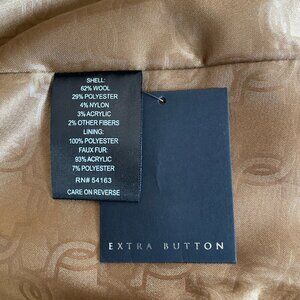 SHELL:
62% WOOL
29% POLYESTER
4% NYLON
3% ACRYLIC
2% OTHER FIBERS
LINING:
100% POLYESTER
FAUX FUR:
93% ACRYLIC
7% POLYESTER
RN# 54163
CARE ON REVERSE
EXTRA BUTTON